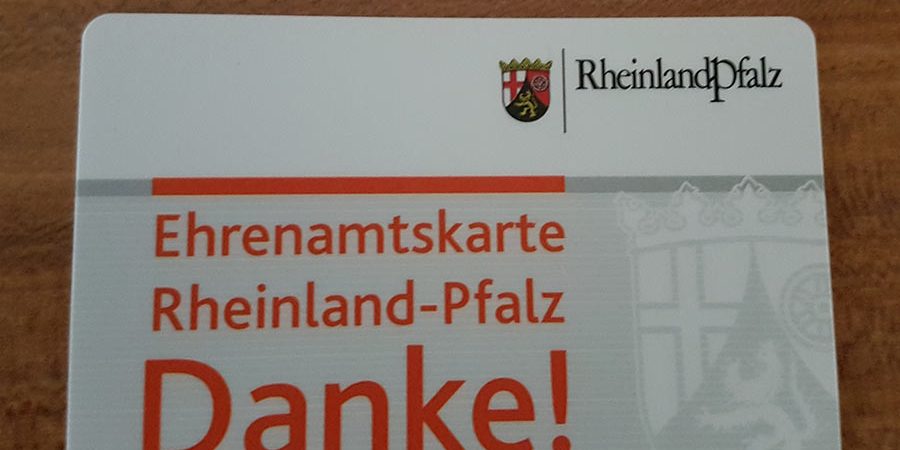 RheinlandPfalz
Ehrenamtskarte
Rheinland-Pfalz
Danke!